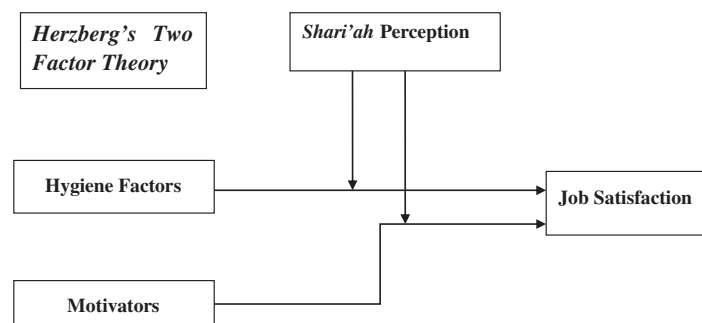 Herzberg's Two
Factor Theory
Shari'ah Perception
Hygiene Factors
Job Satisfaction
Motivators